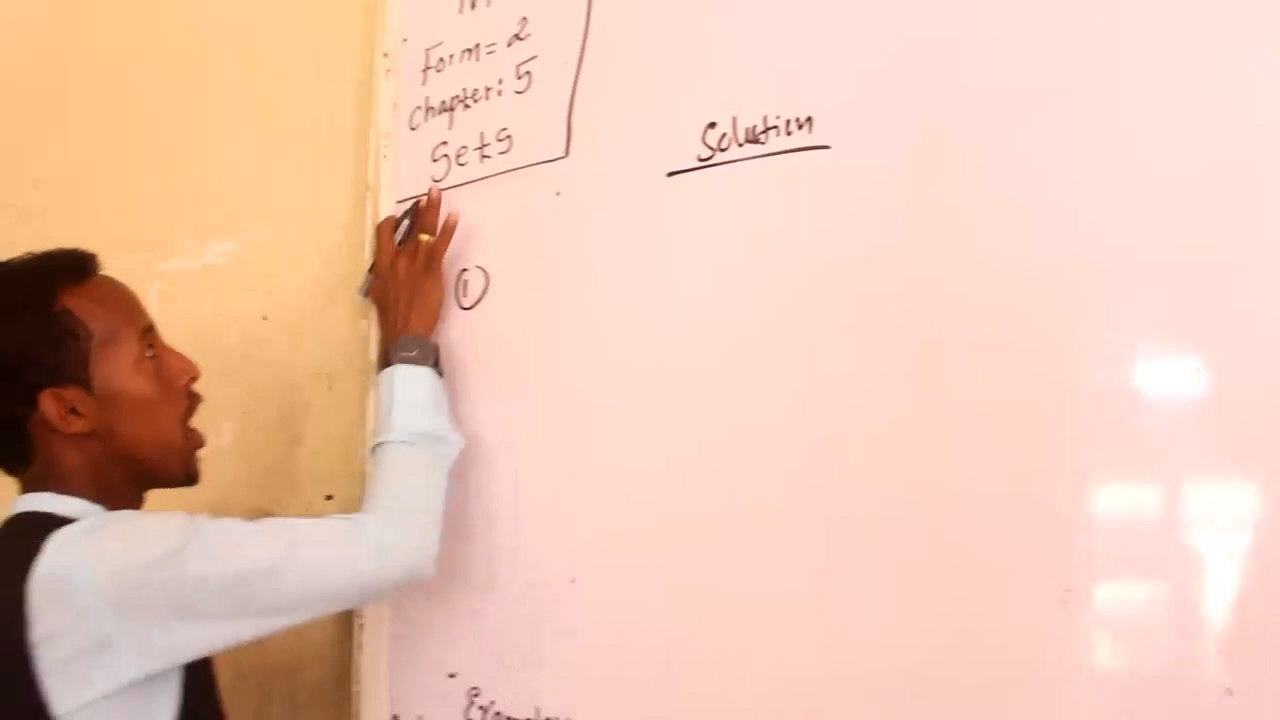 Form = 2
Chapter: 5
Sets
Solution
①